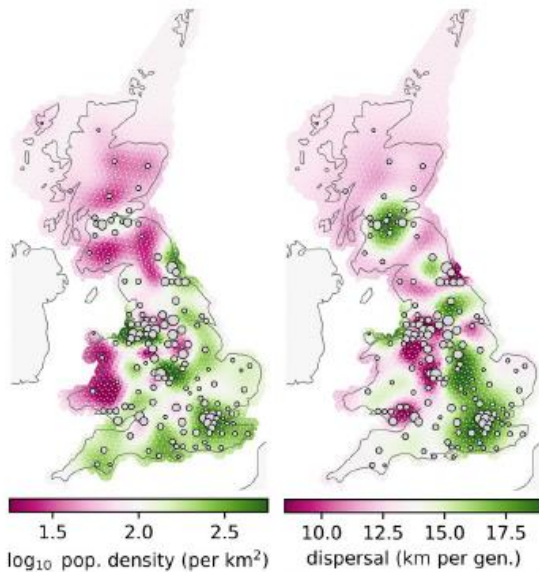 1.5 2.0 2.5
log₁₀ pop. density (per km²)
10.0 12.5 15.0 17.5
dispersal (km per gen.)